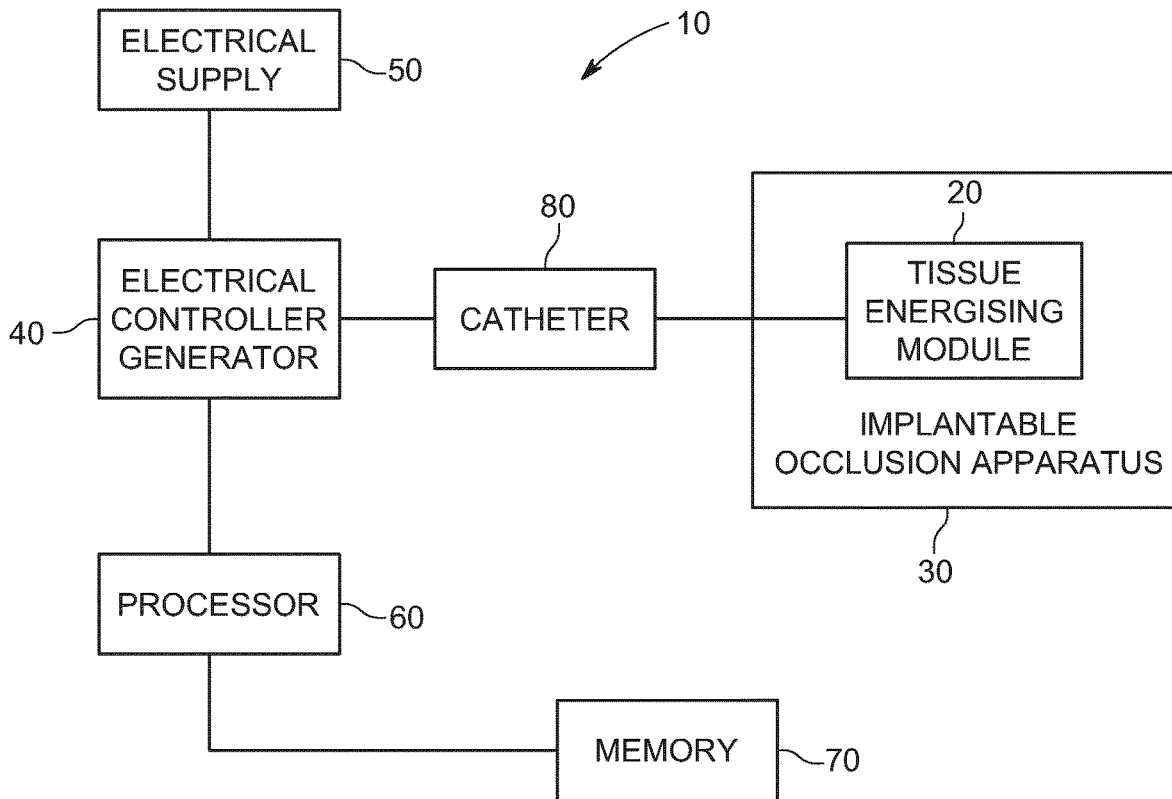 10
ELECTRICAL
SUPPLY
50
20
80
TISSUE
ENERGISING
MODULE
ELECTRICAL
CONTROLLER
GENERATOR
40
CATHETER
IMPLANTABLE
OCCLUSION APPARATUS
30
PROCESSOR
60
MEMORY
70